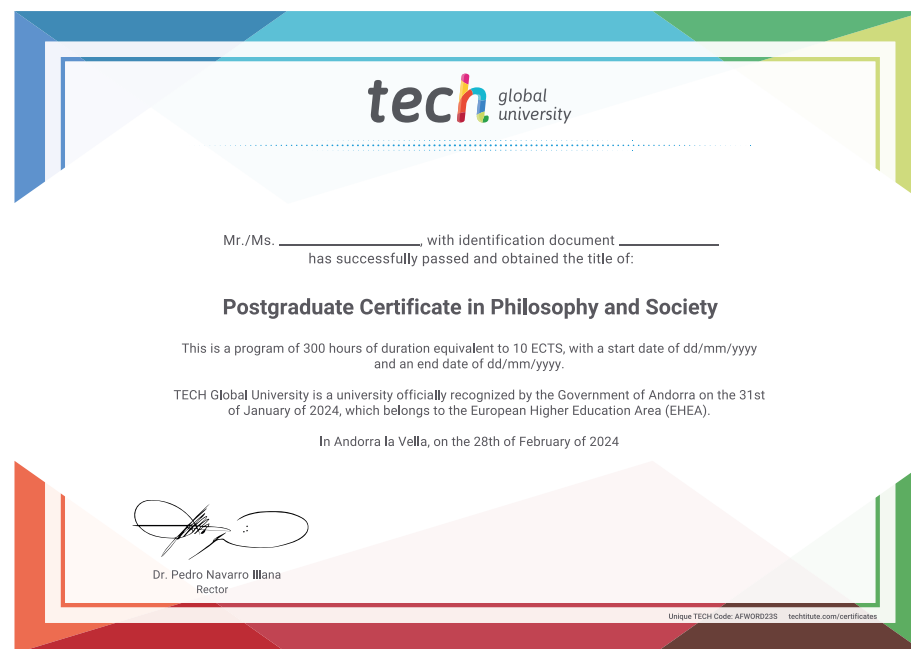 tech global university
Mr./Ms. ____________, with identification document ____________
has successfully passed and obtained the title of:
Postgraduate Certificate in Philosophy and Society
This is a program of 300 hours of duration equivalent to 10 ECTS, with a start date of dd/mm/yyyy
and an end date of dd/mm/yyyy.
TECH Global University is a university officially recognized by the Government of Andorra on the 31st
of January of 2024, which belongs to the European Higher Education Area (EHEA).
In Andorra la Vella, on the 28th of February of 2024
Dr. Pedro Navarro Illana
Rector
Unique TECH Code: AFWORD23S techtitute.com/certificates